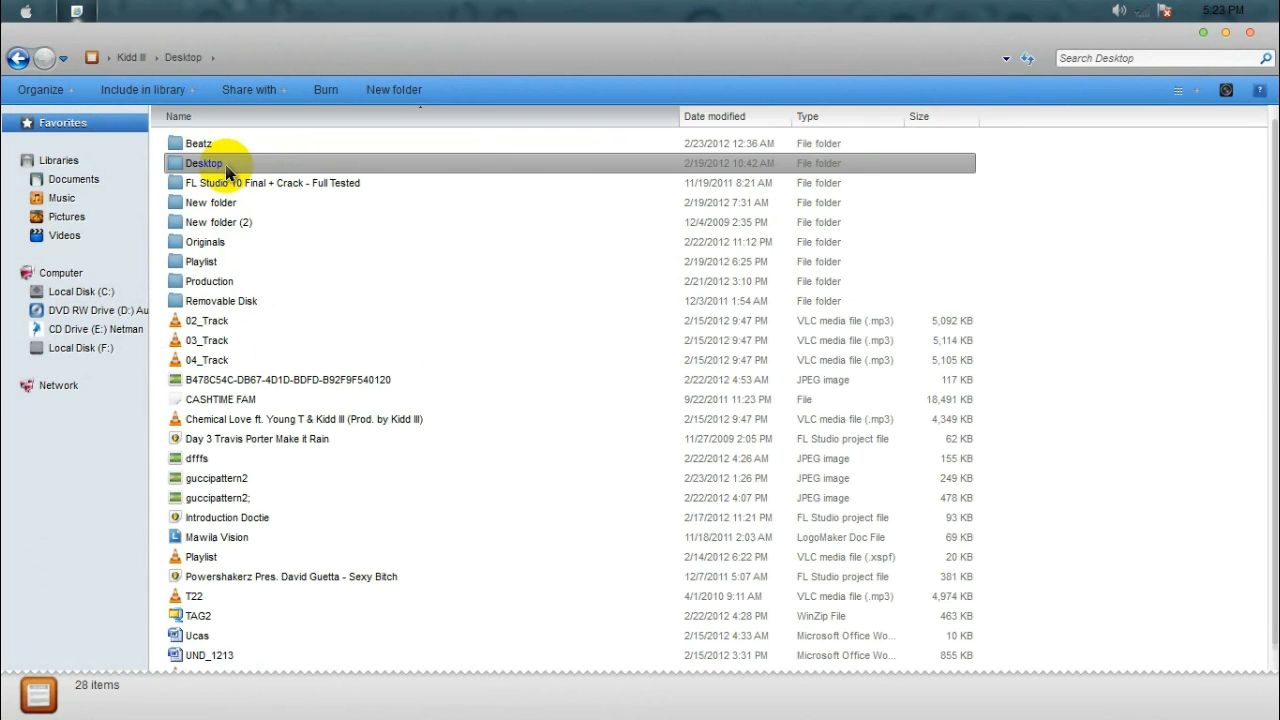 5:23 PM
Kidd III Desktop
Search Desktop
Organize Include in library Share with Burn New folder
Favorites
Libraries
Documents
Music
Pictures
Videos
Computer
Local Disk (C:)
DVD RW Drive (D:) Au
CD Drive (E:) Netman
Local Disk (F:)
Network
Name Date modified Type Size
Beatz 2/23/2012 12:36 AM File folder
Desktop 2/19/2012 10:42 AM File folder
FL Studio 10 Final + Crack - Full Tested 11/19/2011 8:21 AM File folder
New folder 2/19/2012 7:31 AM File folder
New folder (2) 12/4/2009 2:35 PM File folder
Originals 2/22/2012 11:12 PM File folder
Playlist 2/19/2012 6:25 PM File folder
Production 2/21/2012 3:10 PM File folder
Removable Disk 12/3/2011 1:54 AM File folder
02_Track 2/15/2012 9:47 PM VLC media file (.mp3) 5,092 KB
03_Track 2/15/2012 9:47 PM VLC media file (.mp3) 5,114 KB
04_Track 2/15/2012 9:47 PM VLC media file (.mp3) 5,105 KB
B478C54C-DB67-4D1D-BDFD-B92F9F540120 2/22/2012 4:53 AM JPEG image 117 KB
CASHTIME FAM 9/22/2011 11:23 PM File 18,491 KB
Chemical Love ft. Young T & Kidd III (Prod. by Kidd III) 2/15/2012 9:47 PM VLC media file (.mp3) 4,349 KB
Day 3 Travis Porter Make it Rain 11/27/2009 2:05 PM FL Studio project file 62 KB
dfffs 2/22/2012 4:26 AM JPEG image 155 KB
guccipattern2 2/23/2012 1:26 PM JPEG image 249 KB
guccipattern2; 2/22/2012 4:07 PM JPEG image 478 KB
Introduction Doctie 2/17/2012 11:21 PM FL Studio project file 93 KB
Mawila Vision 11/18/2011 2:03 AM LogoMaker Doc File 69 KB
Playlist 2/14/2012 6:22 PM VLC media file (.xspf) 20 KB
Powershakerz Pres. David Guetta - Sexy Bitch 12/7/2011 5:07 AM FL Studio project file 381 KB
T22 4/1/2010 9:11 AM VLC media file (.mp3) 4,974 KB
TAG2 2/22/2012 4:28 PM WinZip File 463 KB
Ucas 2/15/2012 4:33 AM Microsoft Office Wo... 10 KB
UND_1213 2/15/2012 3:31 PM Microsoft Office Wo... 855 KB
28 items